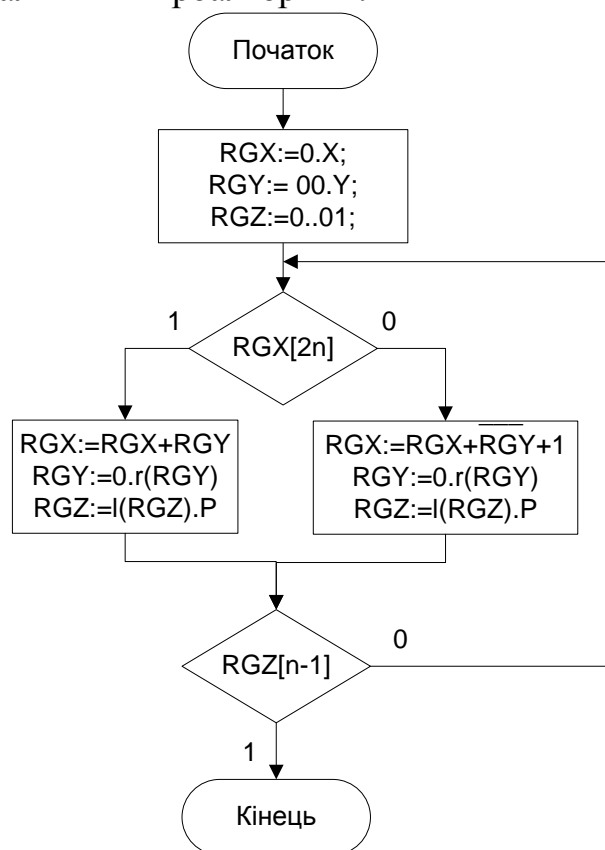 Початок
RGX:=0.X;
RGY:= 00.Y;
RGZ:=0..01;
1
0
RGX[2n]
RGX:=RGX+RGY
RGY:=0.r(RGY)
RGZ:=l(RGZ).P
RGX:=RGX+R̅G̅Y̅+1
RGY:=0.r(RGY)
RGZ:=l(RGZ).P
RGZ[n-1]
0
1
Кінець